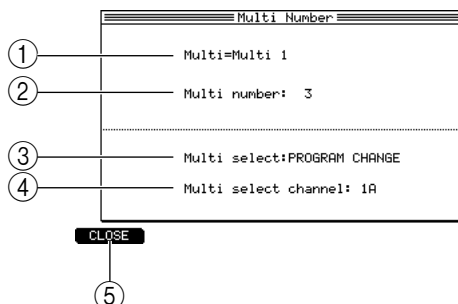 Multi Number
① Multi=Multi 1
② Multi number: 3
③ Multi select:PROGRAM CHANGE
④ Multi select channel: 1A
CLOSE
⑤